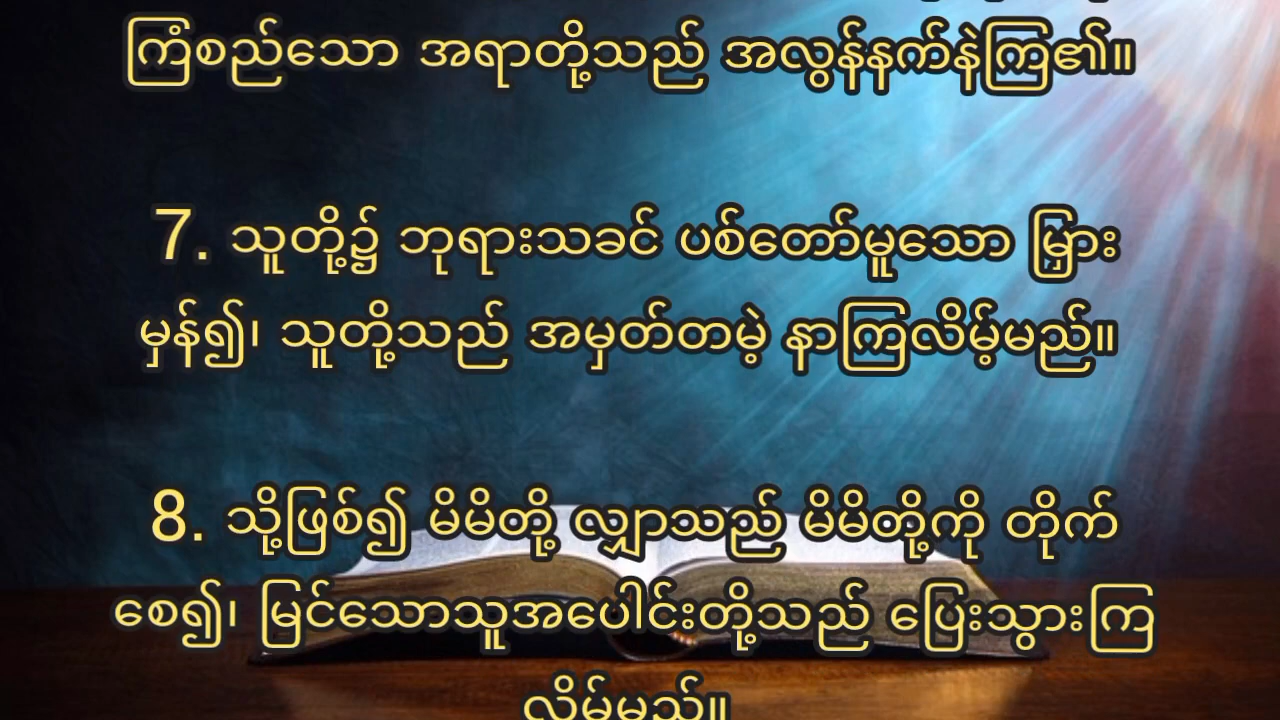 ကြံစည်သော အရာတို့သည် အလွန်နက်နဲကြ၏။
7. သူတို့၌ ဘုရားသခင် ပစ်တော်မူသော မြှား
မှန်၍၊ သူတို့သည် အမှတ်တမဲ့ နာကြလိမ့်မည်။
8. သို့ဖြစ်၍ မိမိတို့ လျှာသည် မိမိတို့ကို တိုက်
စေ၍၊ မြင်သောသူအပေါင်းတို့သည် ပြေးသွားကြ
လိမ့်မည်။